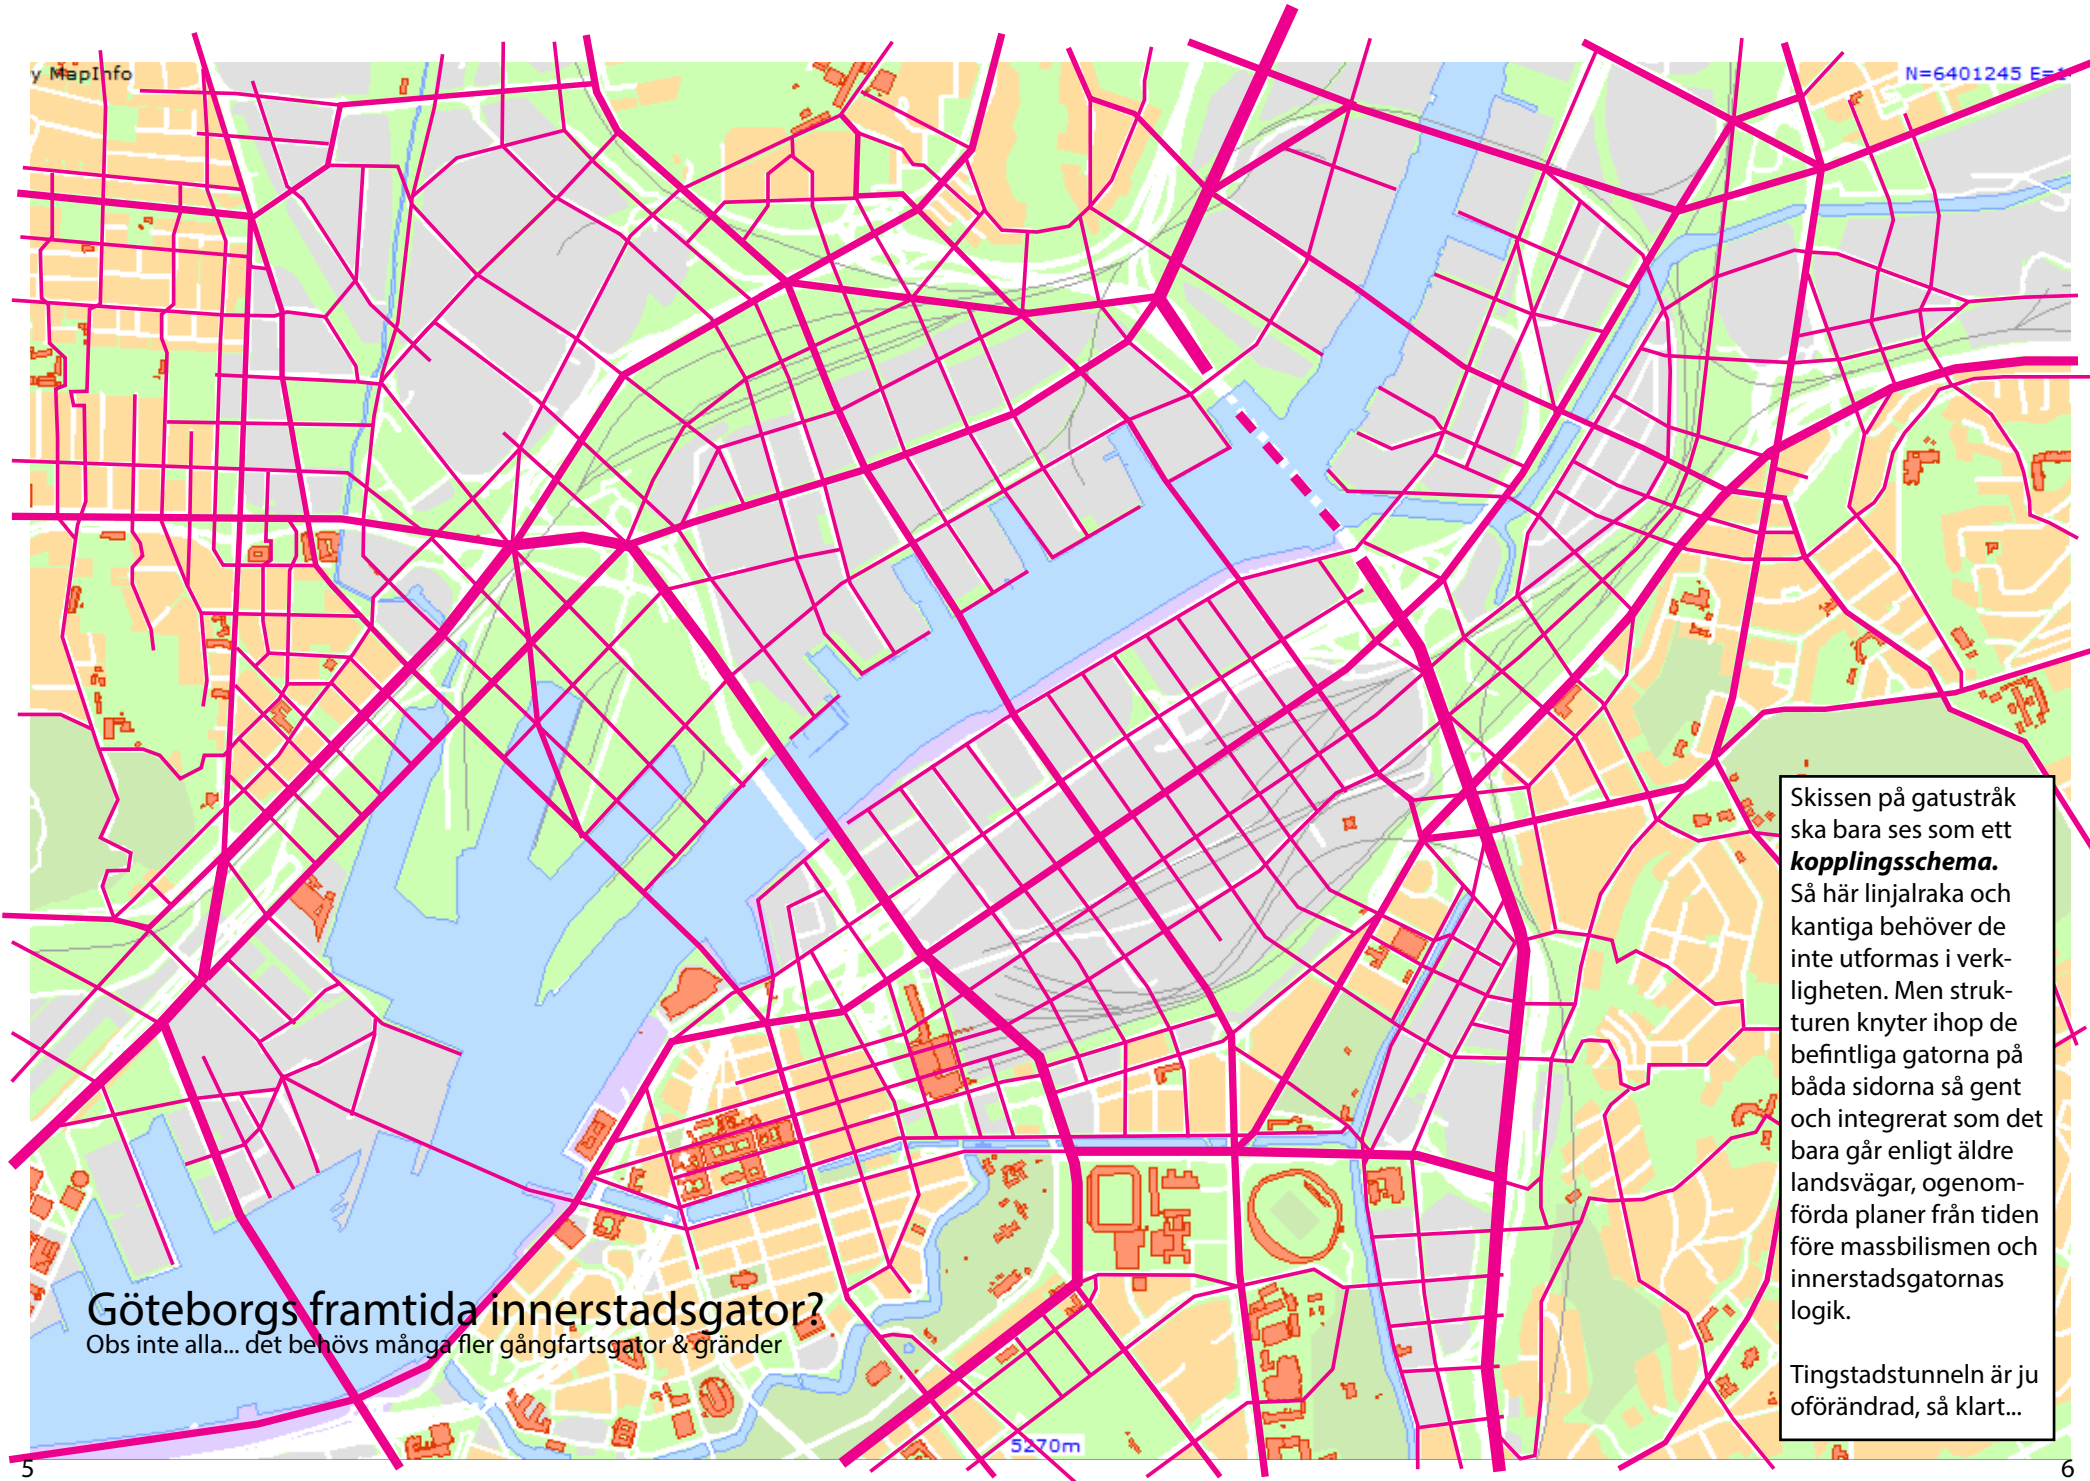 y MapInfo
N=6401245 E=1
Skissen på gatustråk
ska bara ses som ett
kopplingsschema.
Så här linjalraka och
kantiga behöver de
inte utformas i verk-
ligheten. Men struk-
turen knyter ihop de
befintliga gatorna på
båda sidorna så gent
och integrerat som det
bara går enligt äldre
landsvägar, ogenom-
förda planer från tiden
före massbilismen och
innerstadsgatornas
logik.
Tingstadstunneln är ju
oförändrad, så klart...
Göteborgs framtida innerstadsgator?
Obs inte alla... det behövs många fler gångfartsgator & gränder
5270m
5
6